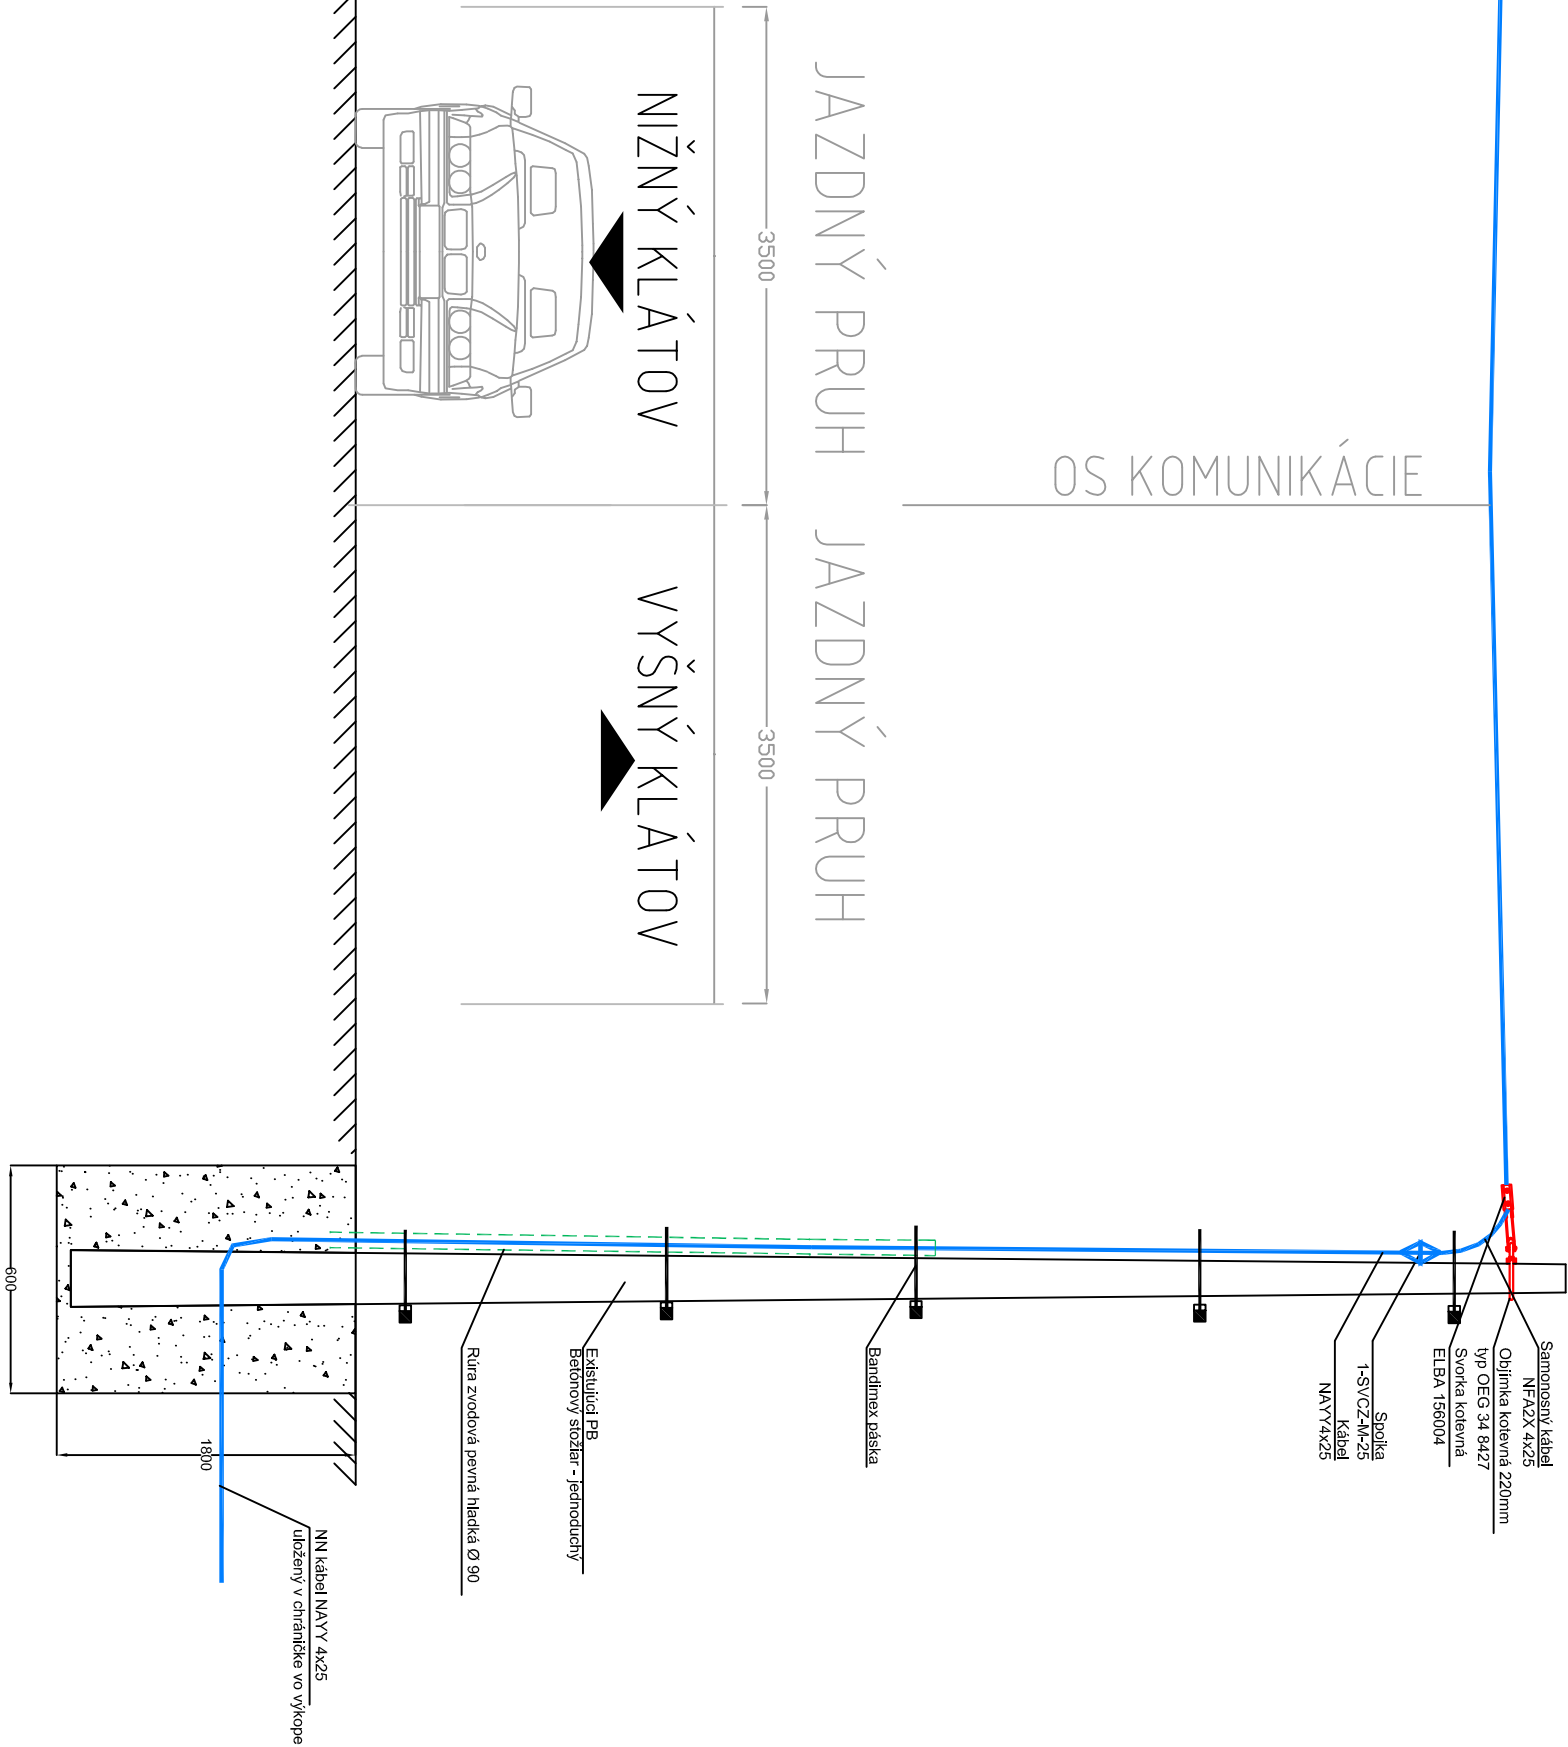 JAZDNÝ PRUH
JAZDNÝ PRUH
3500
3500
NIŽNÝ KLÁTOV
VYŠNÝ KLÁTOV
OS KOMUNIKÁCIE
Samonosný kábel
NFA2X 4x25
Objímka kotevná 220mm
typ OEG 34 8427
Svorka kotevná
ELBA 156004
Spojka
1-SVCZ-M-25
Kábel
NAYY4x25
Bandimex páska
Existujúci PB
Betónový stožiar - jednoduchý
Rúra zvodová pevná hladká Ø 90
NN kábel NAYY 4x25
uložený v chráničke vo výkope
1800
600